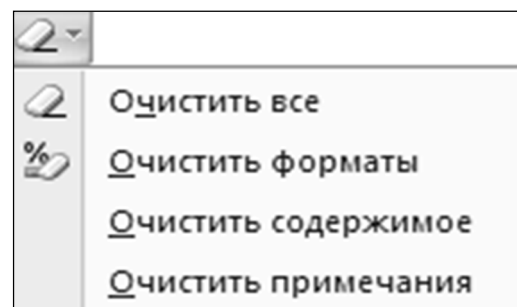 Очистить все
Очистить форматы
Очистить содержимое
Очистить примечания